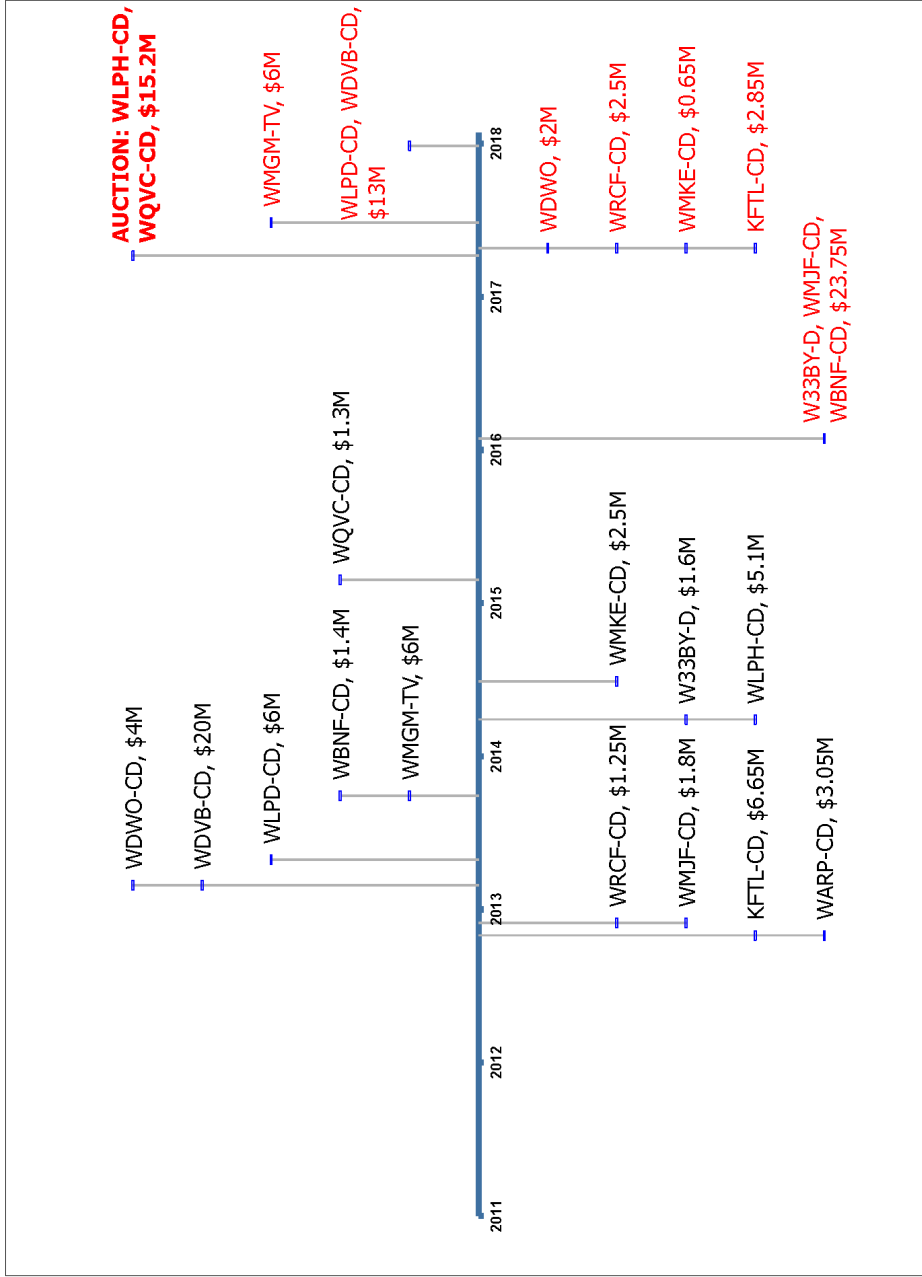 AUCTION: WLPH-CD,
WQVC-CD, $15.2M
WDWO-CD, $4M
WDVB-CD, $20M
WMGM-TV, $6M
WLPD-CD, $6M
WLPD-CD, WDVB-CD,
$13M
WQVC-CD, $1.3M
WBNF-CD, $1.4M
WMGM-TV, $6M
2011
2012
2013
2014
2015
2016
2017
2018
WDWO, $2M
WRCF-CD, $1.25M
WMKE-CD, $2.5M
WRCF-CD, $2.5M
WMJF-CD, $1.8M
W33BY-D, $1.6M
WMKE-CD, $0.65M
KFTL-CD, $6.65M
WLPH-CD, $5.1M
KFTL-CD, $2.85M
WARP-CD, $3.05M
W33BY-D, WMJF-CD,
WBNF-CD, $23.75M